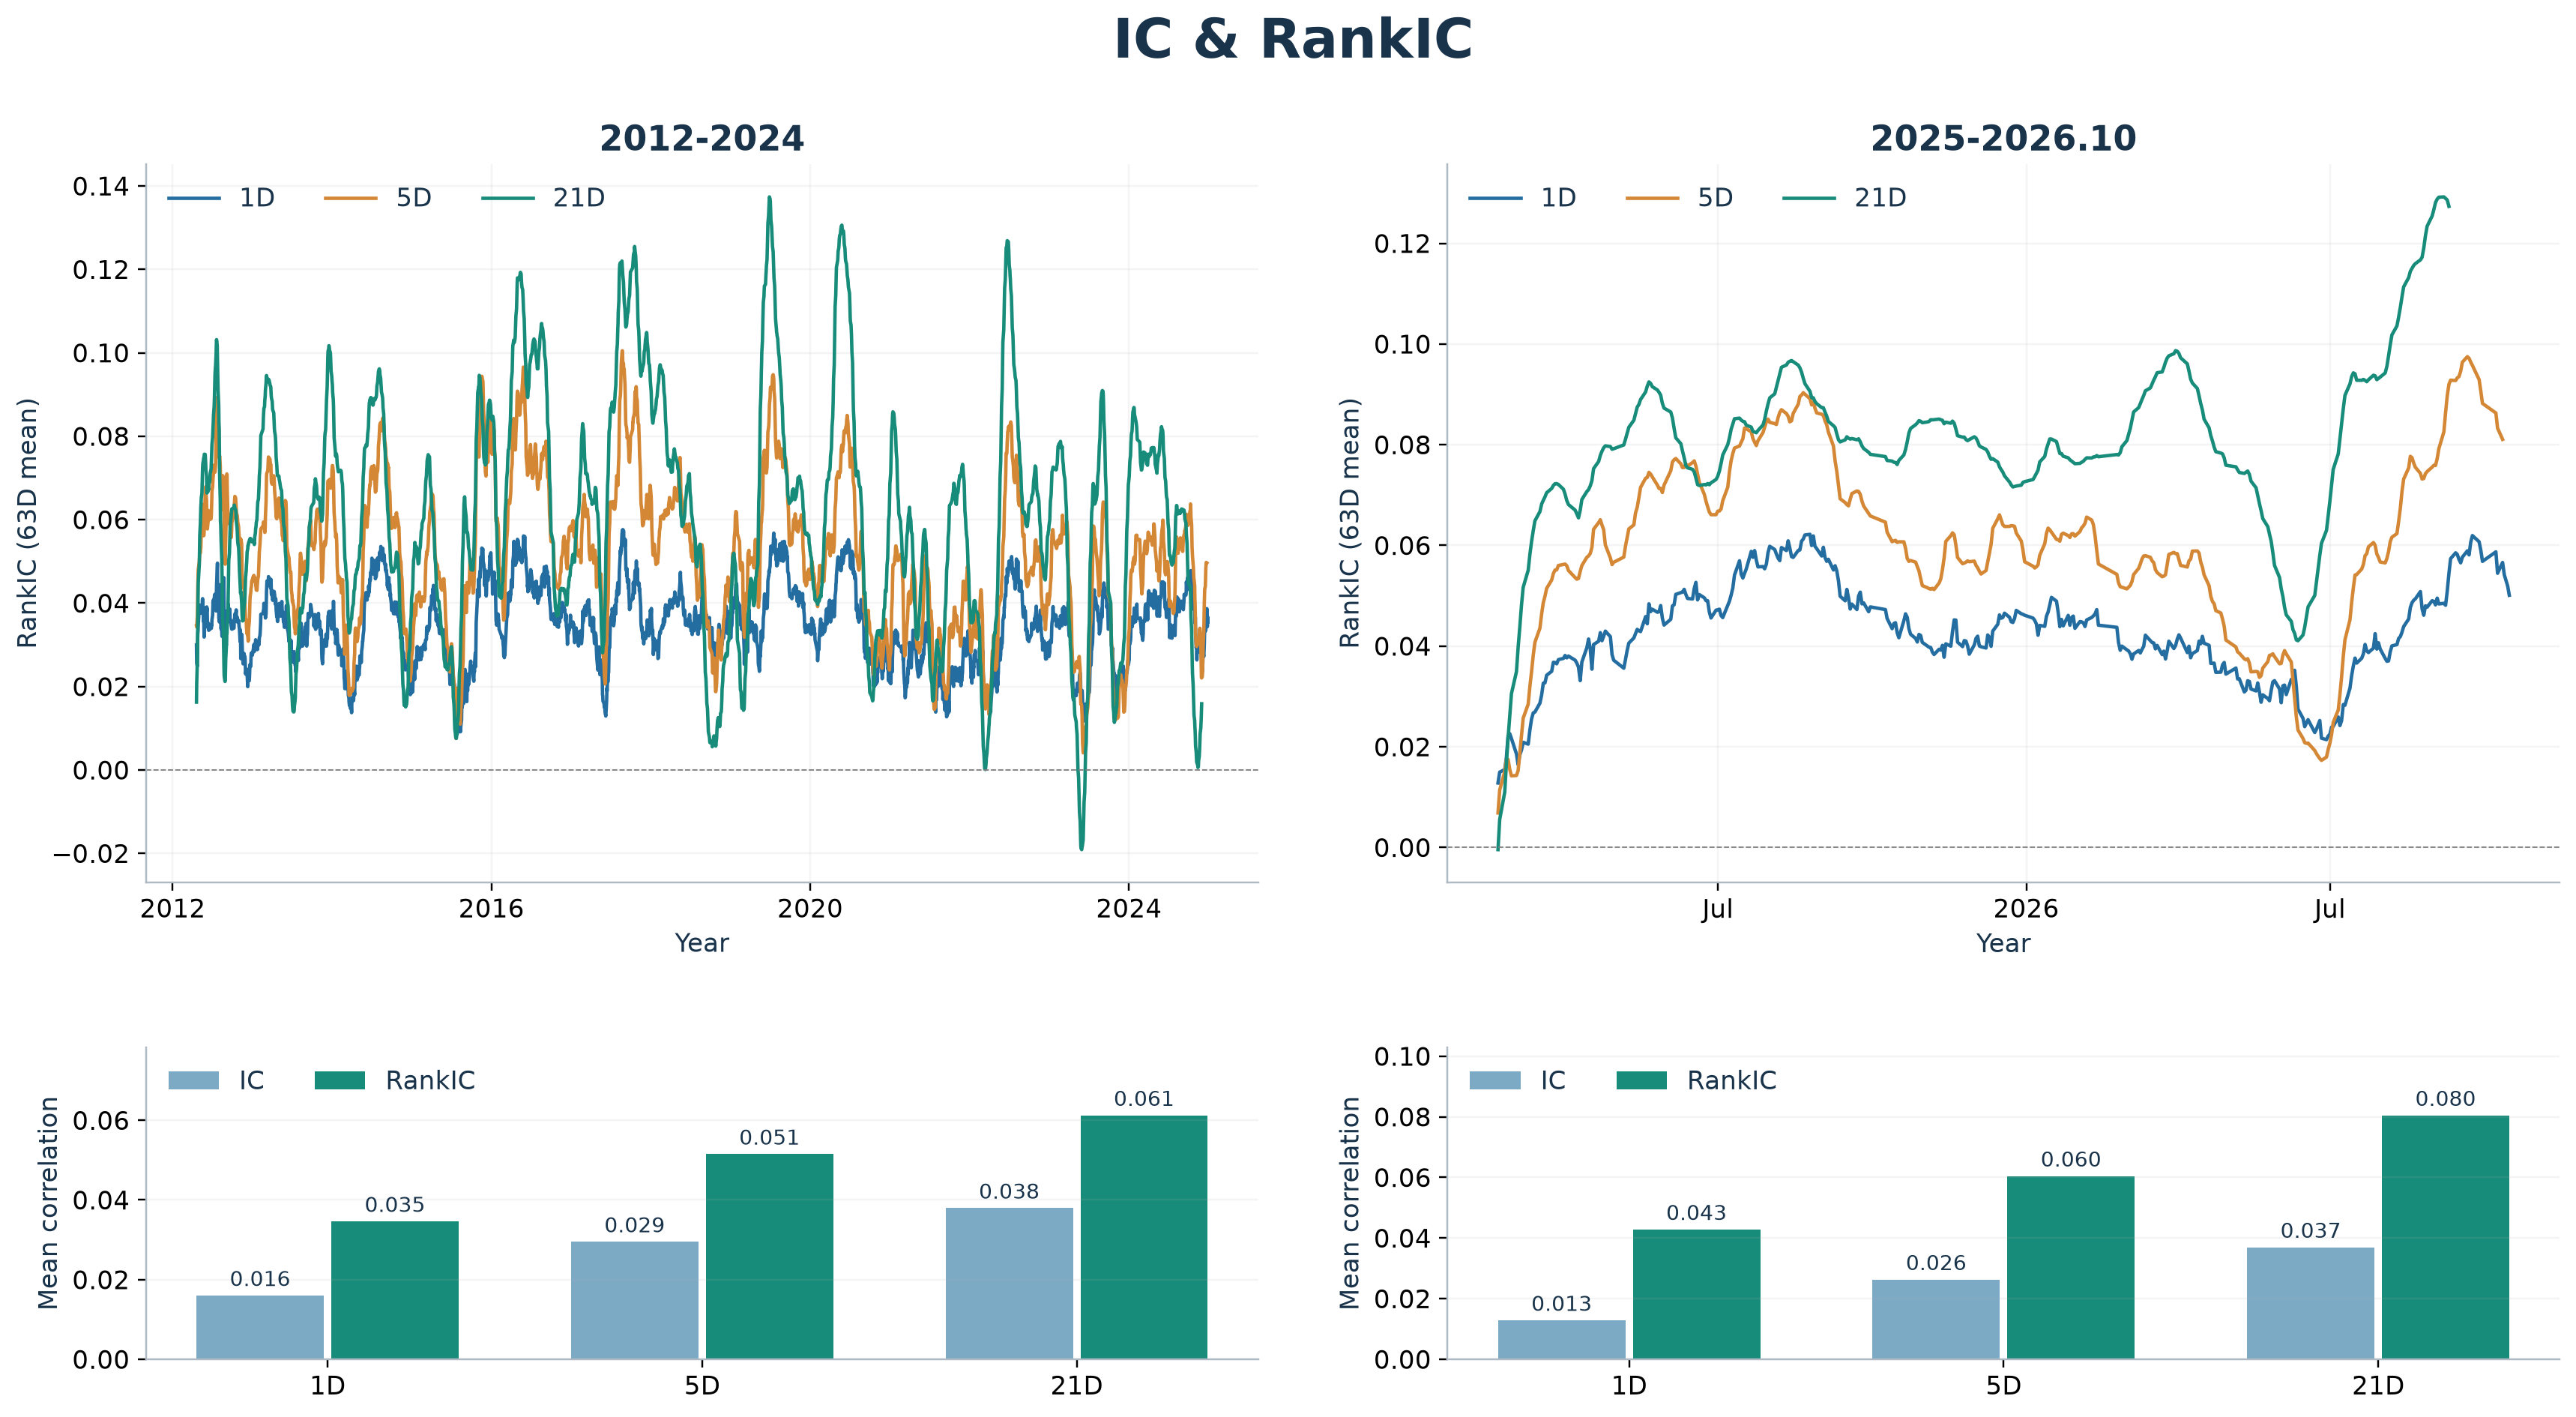 IC & RankIC
2012-2024
1D 5D 21D
0.14
0.12
0.10
0.08
0.06
0.04
0.02
0.00
−0.02
RankIC (63D mean)
2012 2016 2020 2024
Year
2025-2026.10
1D 5D 21D
0.12
0.10
0.08
0.06
0.04
0.02
0.00
RankIC (63D mean)
Jul 2026 Jul
Year
IC RankIC
0.06
0.04
0.02
0.00
Mean correlation
0.016 0.035 0.029 0.051 0.038 0.061
1D 5D 21D
IC RankIC
0.10
0.08
0.06
0.04
0.02
0.00
Mean correlation
0.013 0.043 0.026 0.060 0.037 0.080
1D 5D 21D